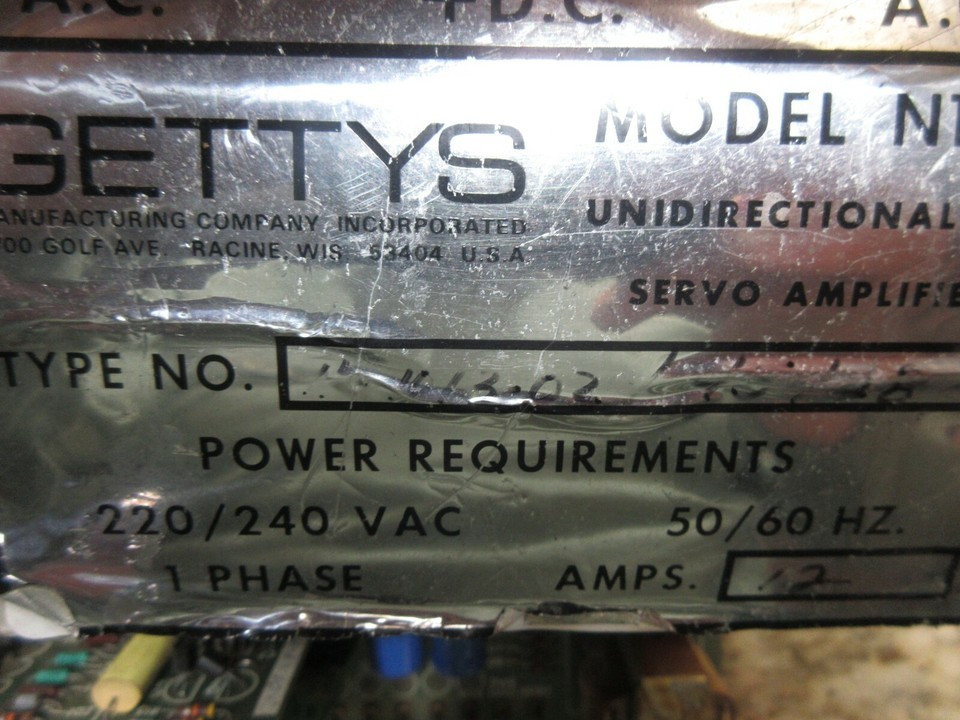 A.C. +D.C. A.
GETTYS
MODEL N
ANUFACTURING COMPANY, INCORPORATED
700 GOLF AVE. RACINE, WIS 53404 U.S.A.
UNIDIRECTIONAL
SERVO AMPLIFIE
TYPE NO.
POWER REQUIREMENTS
220/240 VAC 50/60 HZ.
1 PHASE AMPS. 12